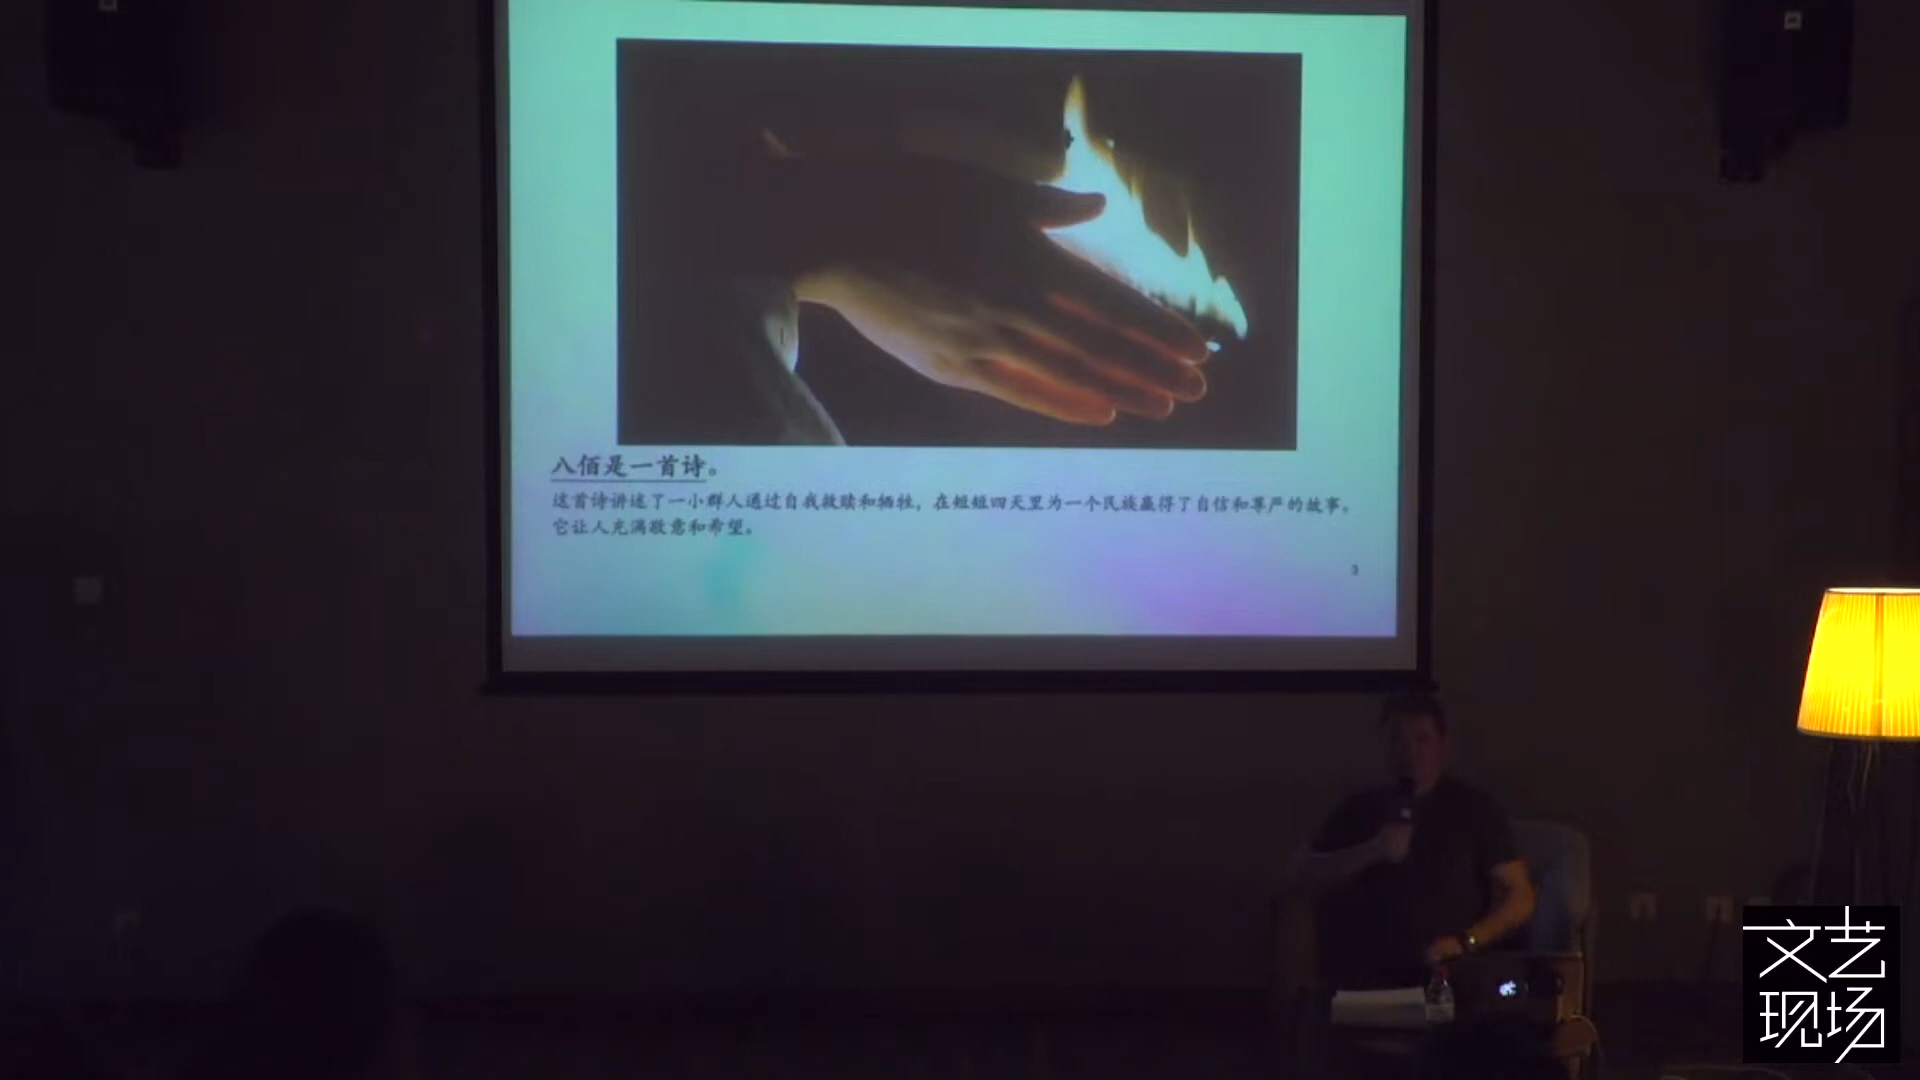 八佰是一首诗。
这首诗讲述了一小群人通过自我救赎和牺牲，在短短四天里为一个民族赢得了自信和尊严的故事。
它让人充满敬意和希望。
3
文艺
现场